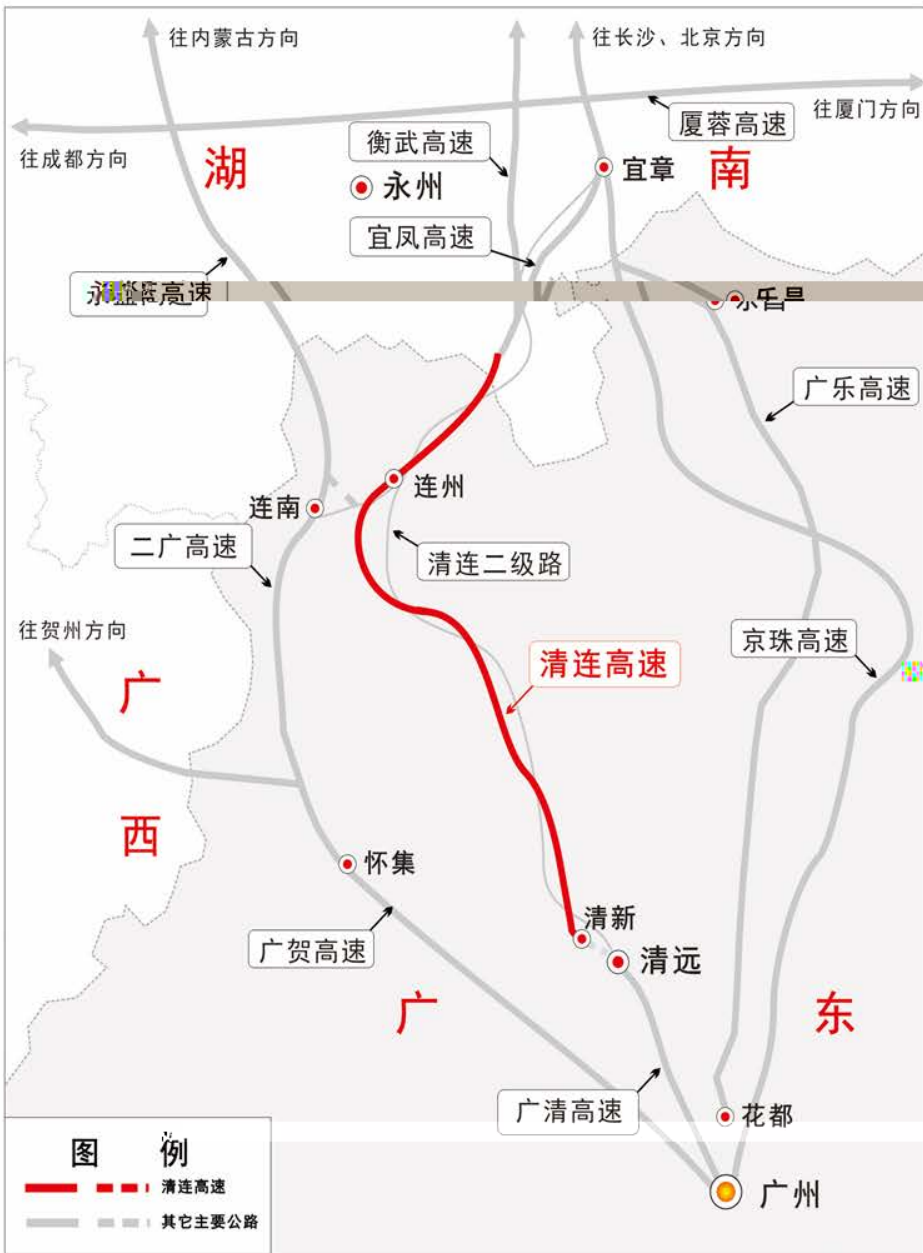 往内蒙古方向
往长沙、北京方向
往厦门方向
厦蓉高速
往成都方向
衡武高速
湖 南
宜章
永州
宜凤高速
高速
广乐高速
连州
连南
二广高速
清连二级路
往贺州方向
京珠高速
清连高速
广
西
怀集
清新
广贺高速
清远
广 东
广清高速
花都
图 例
清连高速
广州
其它主要公路